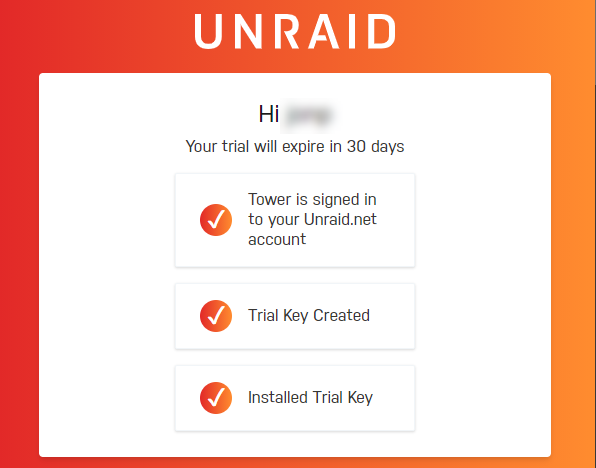 UNRAID
Hi
Your trial will expire in 30 days
Tower is signed in
to your Unraid.net
account
Trial Key Created
Installed Trial Key